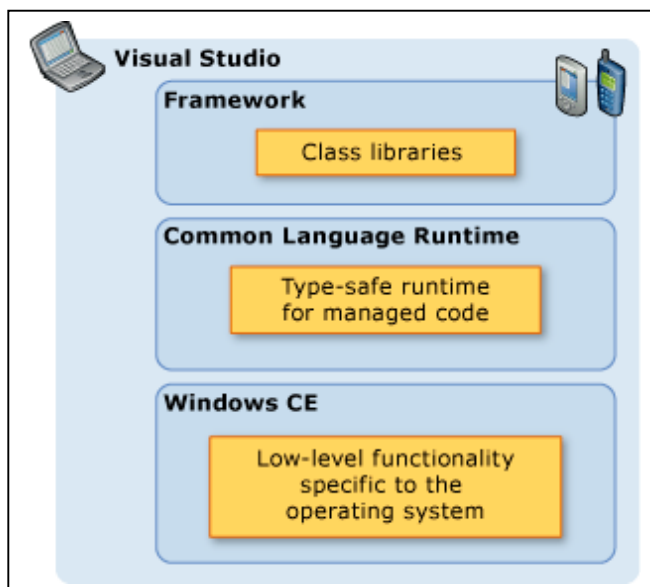 Visual Studio
Framework
Class libraries
Common Language Runtime
Type-safe runtime
for managed code
Windows CE
Low-level functionality
specific to the
operating system